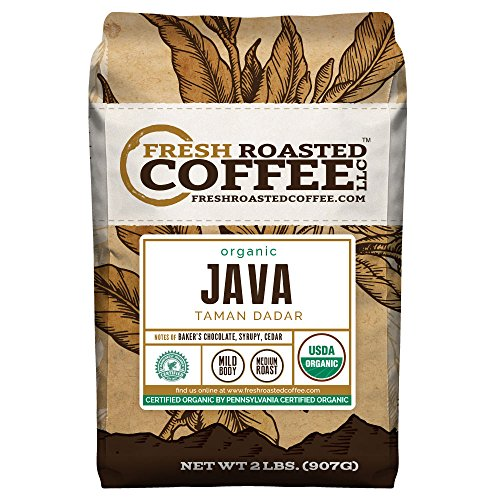 FRESH ROASTED
COFFEE LLC™
FRESHROASTEDCOFFEE.COM
organic
JAVA
TAMAN DADAR
NOTES OF BAKER'S CHOCOLATE, SYRUPY, CEDAR
MILD
BODY
MEDIUM
ROAST
USDA
ORGANIC
find us online at www.freshroastedcoffee.com
CERTIFIED ORGANIC BY PENNSYLVANIA CERTIFIED ORGANIC
NET WT 2 LBS. (907G)